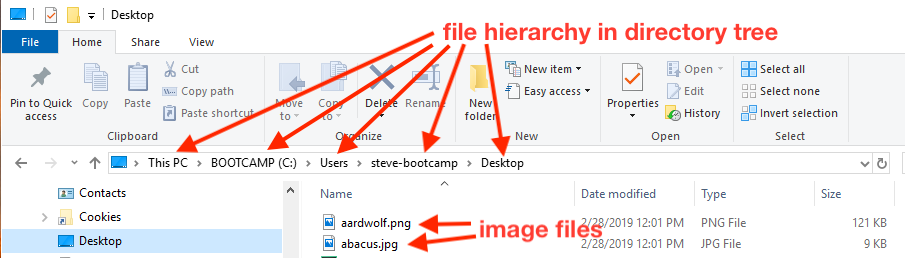 Desktop
file hierarchy in directory tree
File Home Share View
Pin to Quick access
Copy
Paste
Cut
Copy path
Paste shortcut
Clipboard
Move to
Copy to
Delete
Rename
Organize
New folder
New item
Easy access
New
Properties
Open
Edit
History
Open
Select all
Select none
Invert selection
Select
This PC > BOOTCAMP (C:) > Users > steve-bootcamp > Desktop
Name Date modified Type Size
Contacts
Cookies
Desktop
aardwolf.png 2/28/2019 12:01 PM PNG File 121 KB
abacus.jpg 2/28/2019 12:01 PM JPG File 9 KB
image files